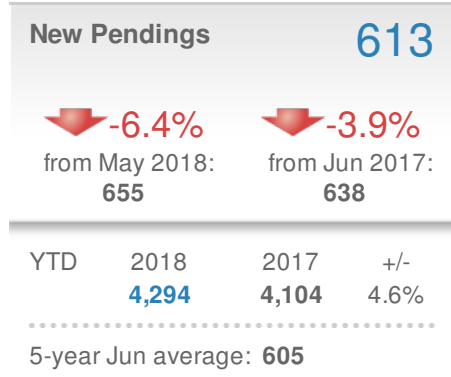 New Pendings 613
-6.4% -3.9%
from May 2018: from Jun 2017:
655 638
YTD 2018 2017 +/-
4,294 4,104 4.6%
5-year Jun average: 605